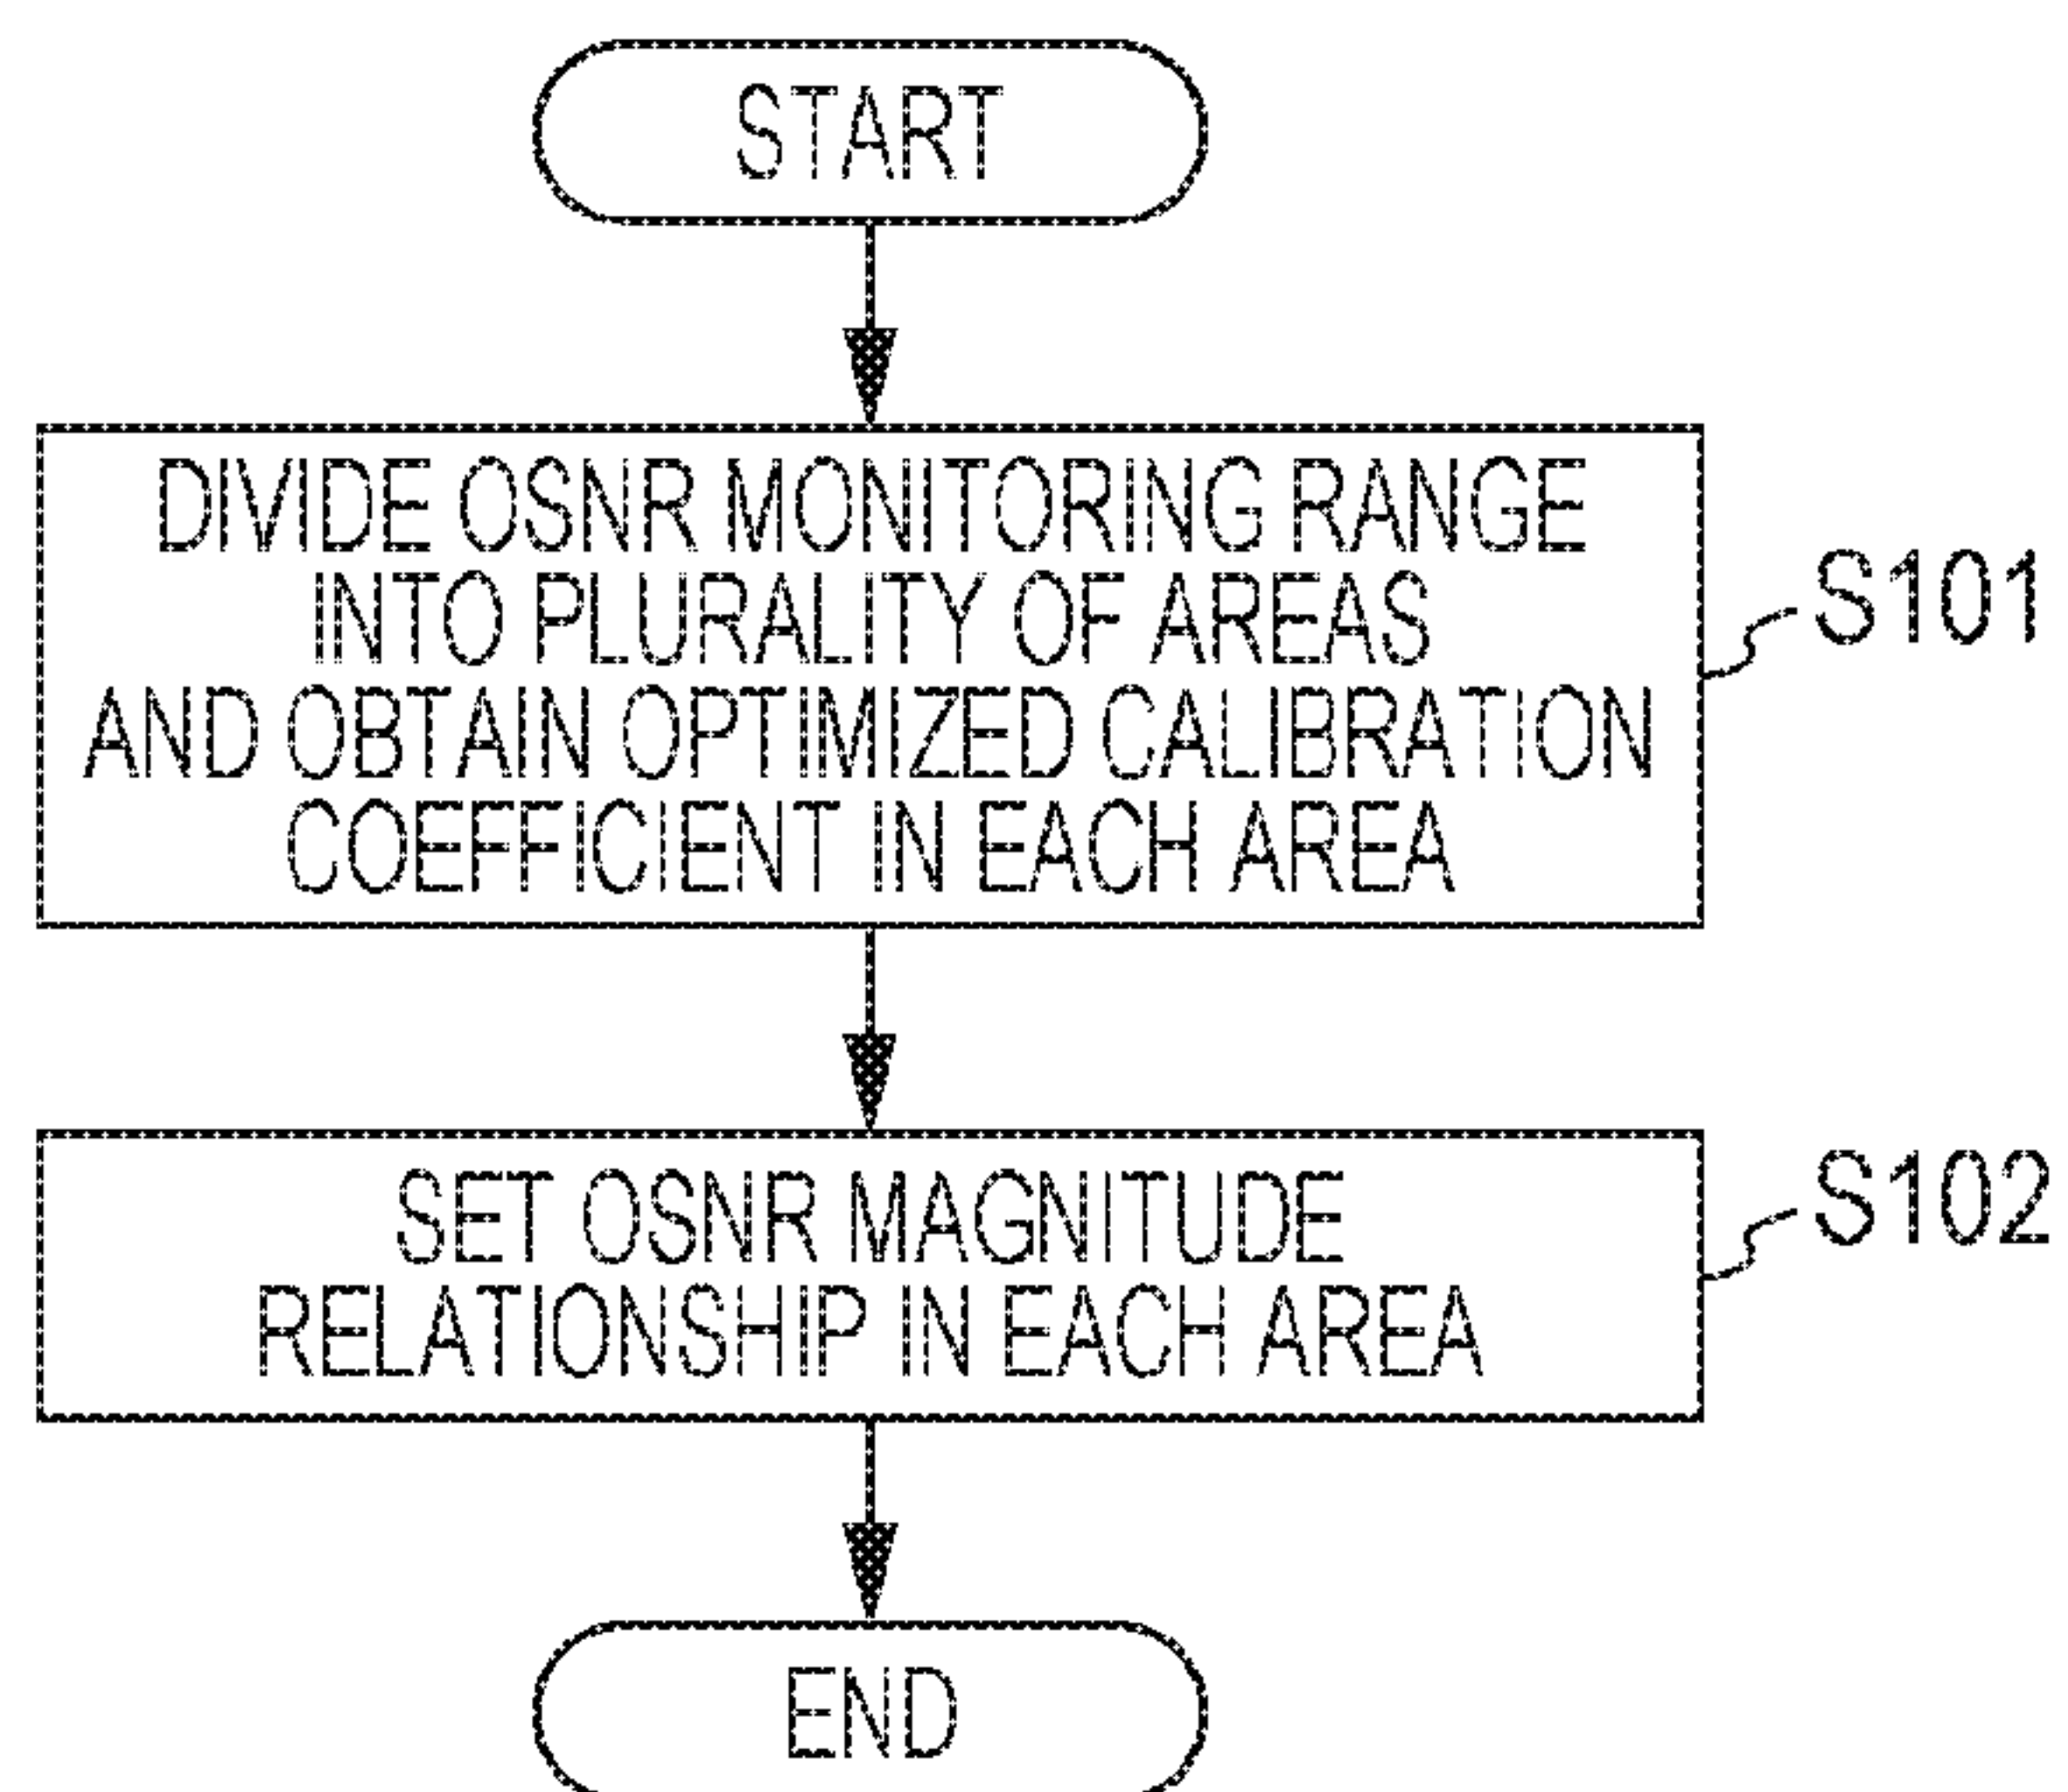 START
DIVIDE OSNR MONITORING RANGE
INTO PLURALITY OF AREAS
AND OBTAIN OPTIMIZED CALIBRATION
COEFFICIENT IN EACH AREA
S101
SET OSNR MAGNITUDE
RELATIONSHIP IN EACH AREA
S102
END